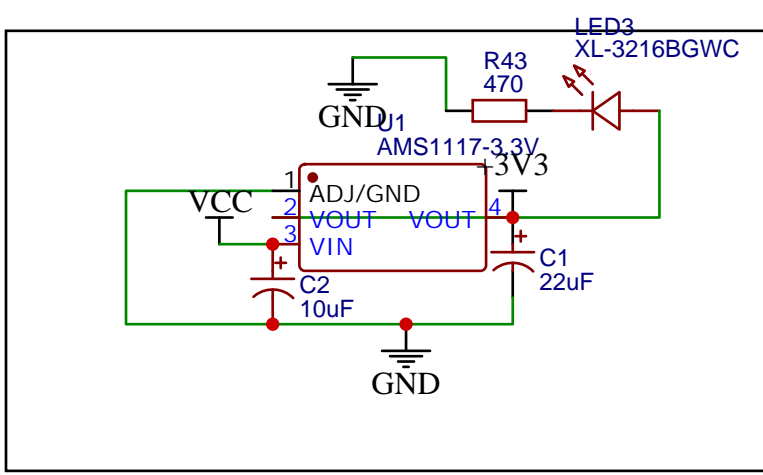 LED3
XL-3216BGWC
R43
470
GND
U1
AMS1117-3.3V
+3V3
1
ADJ/GND
VCC
2
VOUT
VOUT
4
3
VIN
+
+
C1
22uF
C2
10uF
GND